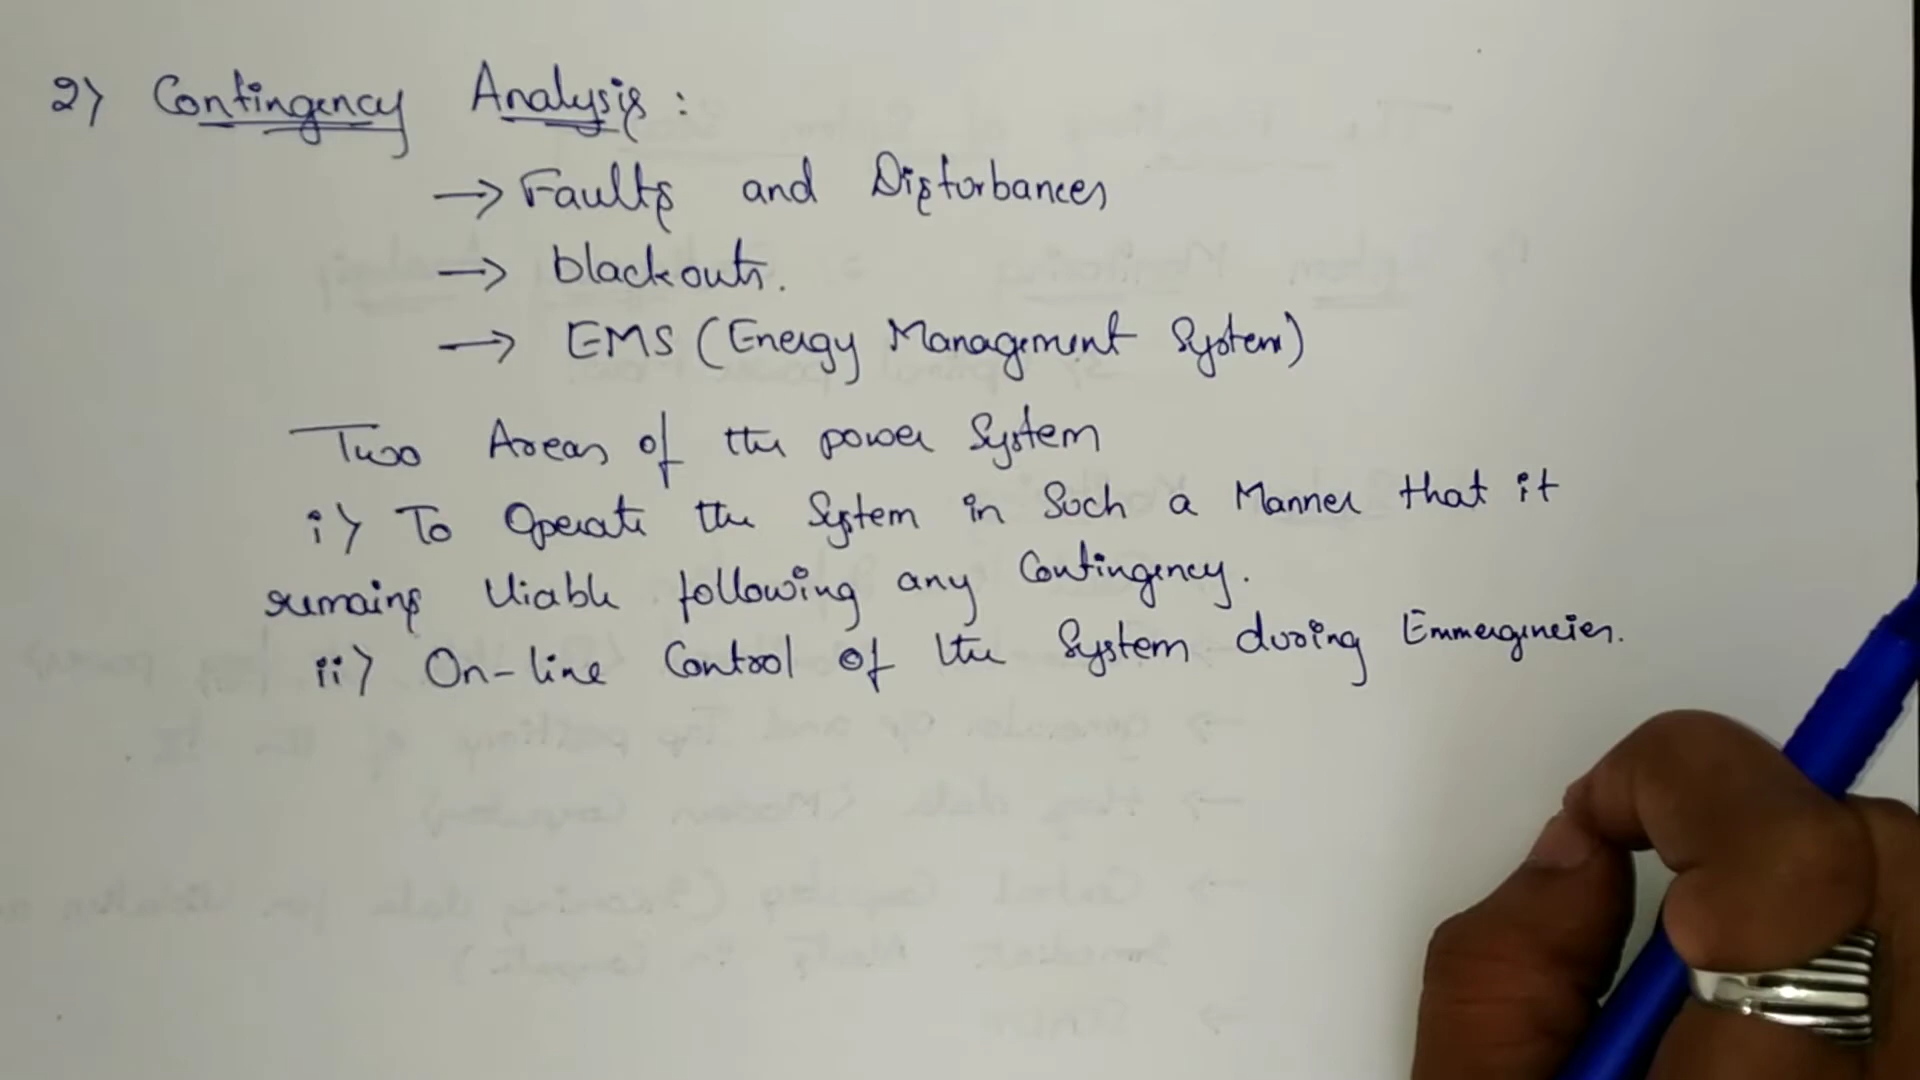 2) Contingency Analysis:
→ Faults and Disturbances
→ blackouts.
→ EMS (Energy Management System)
Two Areas of the power System
i) To Operate the System in Such a Manner that it
remains Viable following any Contingency.
ii) On-line Control of the System during Emmergencies.